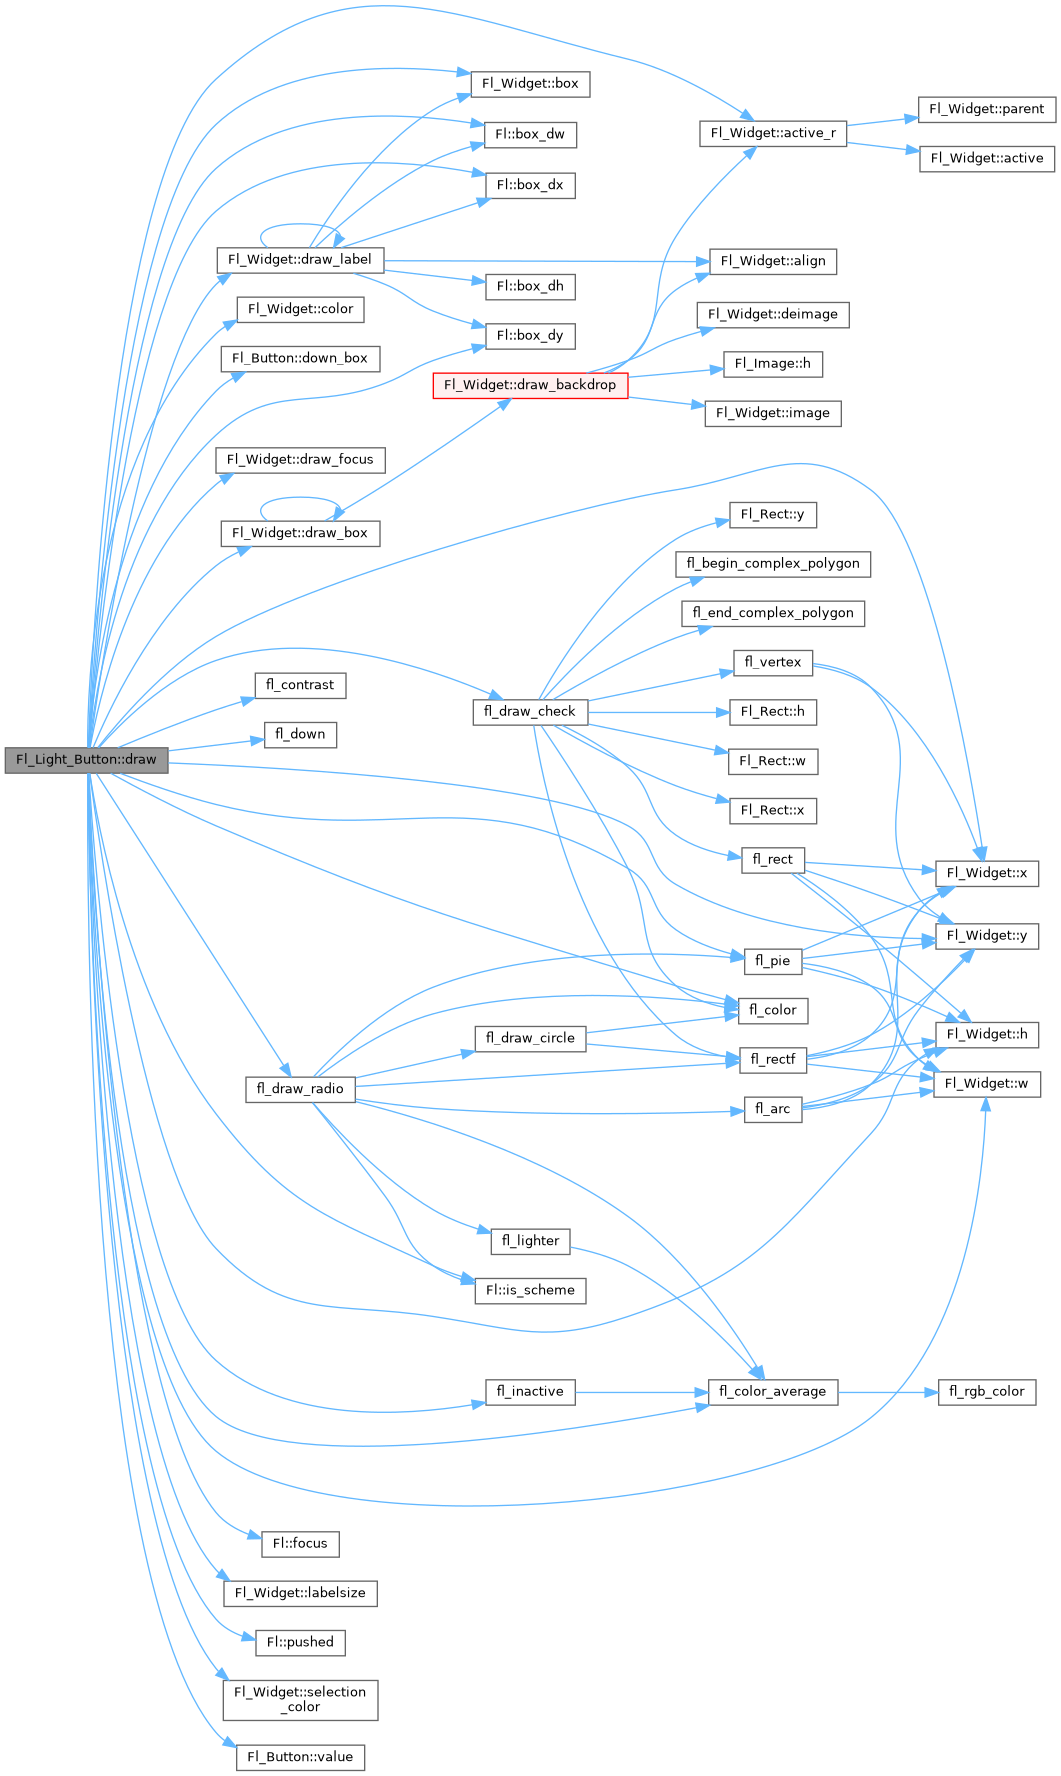 Fl_Widget::box
Fl_Widget::parent
Fl::box_dw
Fl_Widget::active_r
Fl_Widget::active
Fl::box_dx
Fl_Widget::draw_label
Fl_Widget::align
Fl::box_dh
Fl_Widget::color
Fl_Widget::deimage
Fl::box_dy
Fl_Button::down_box
Fl_Image::h
Fl_Widget::draw_backdrop
Fl_Widget::image
Fl_Widget::draw_focus
Fl_Rect::y
Fl_Widget::draw_box
fl_begin_complex_polygon
fl_end_complex_polygon
fl_vertex
fl_contrast
fl_draw_check
Fl_Rect::h
fl_down
Fl_Light_Button::draw
Fl_Rect::w
Fl_Rect::x
fl_rect
Fl_Widget::x
Fl_Widget::y
fl_pie
fl_color
fl_draw_circle
Fl_Widget::h
fl_rectf
fl_draw_radio
Fl_Widget::w
fl_arc
fl_lighter
Fl::is_scheme
fl_inactive
fl_color_average
fl_rgb_color
Fl::focus
Fl_Widget::labelsize
Fl::pushed
Fl_Widget::selection
_color
Fl_Button::value